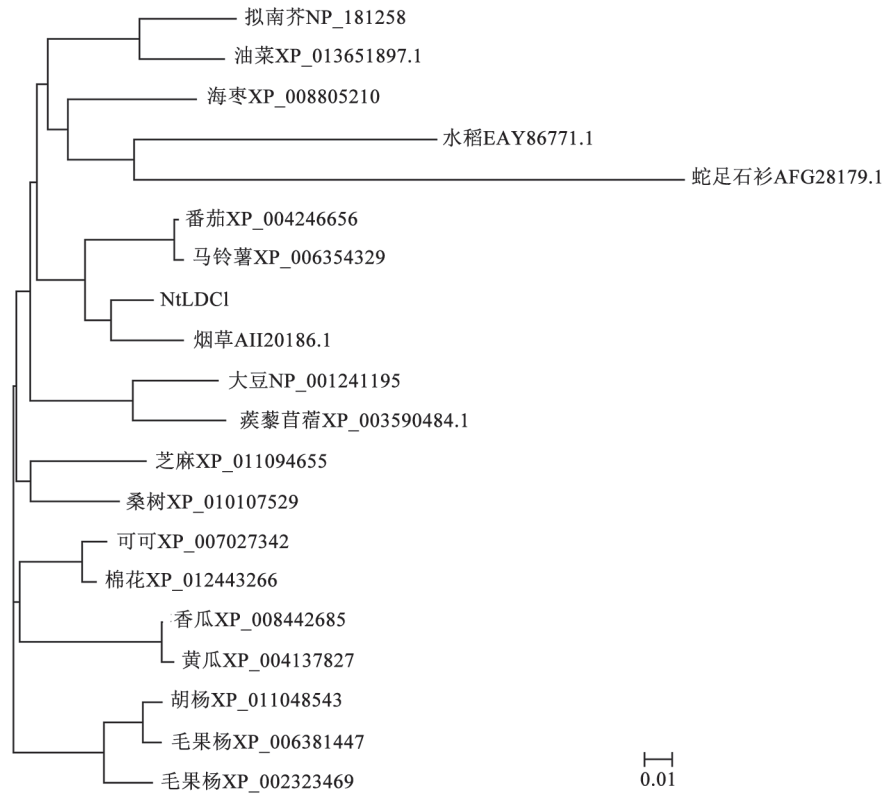 拟南芥NP_181258
油菜XP_013651897.1
海枣XP_008805210
水稻EAY86771.1
蛇足石衫AFG28179.1
番茄XP_004246656
马铃薯XP_006354329
NtLDCl
烟草AII20186.1
大豆NP_001241195
蒺藜苜蓿XP_003590484.1
芝麻XP_011094655
桑树XP_010107529
可可XP_007027342
棉花XP_012443266
香瓜XP_008442685
黄瓜XP_004137827
胡杨XP_011048543
毛果杨XP_006381447
毛果杨XP_002323469
0.01